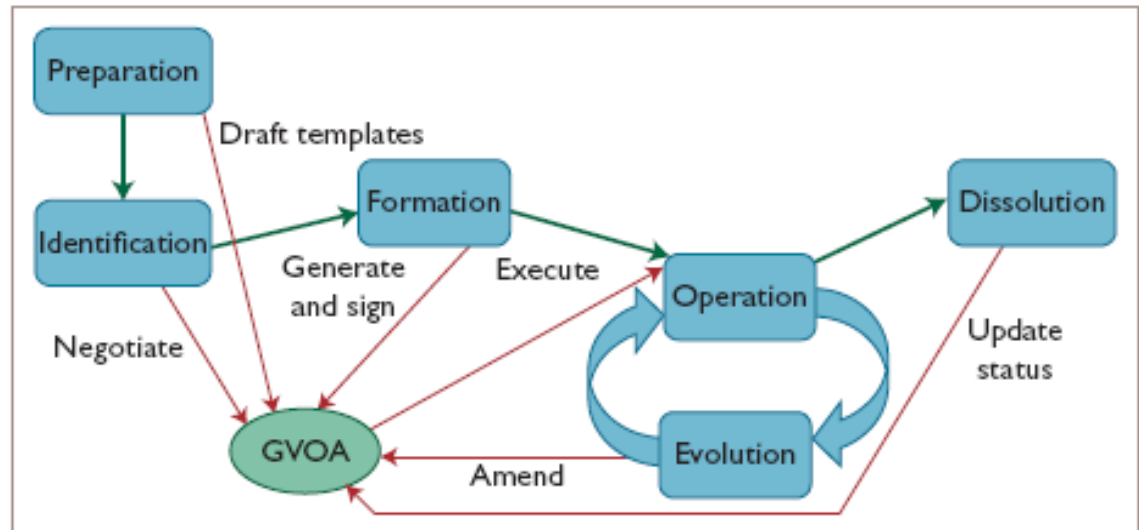 Preparation
Draft templates
Formation
Dissolution
Identification
Generate
and sign
Execute
Operation
Negotiate
Update
status
GVOA
Amend
Evolution